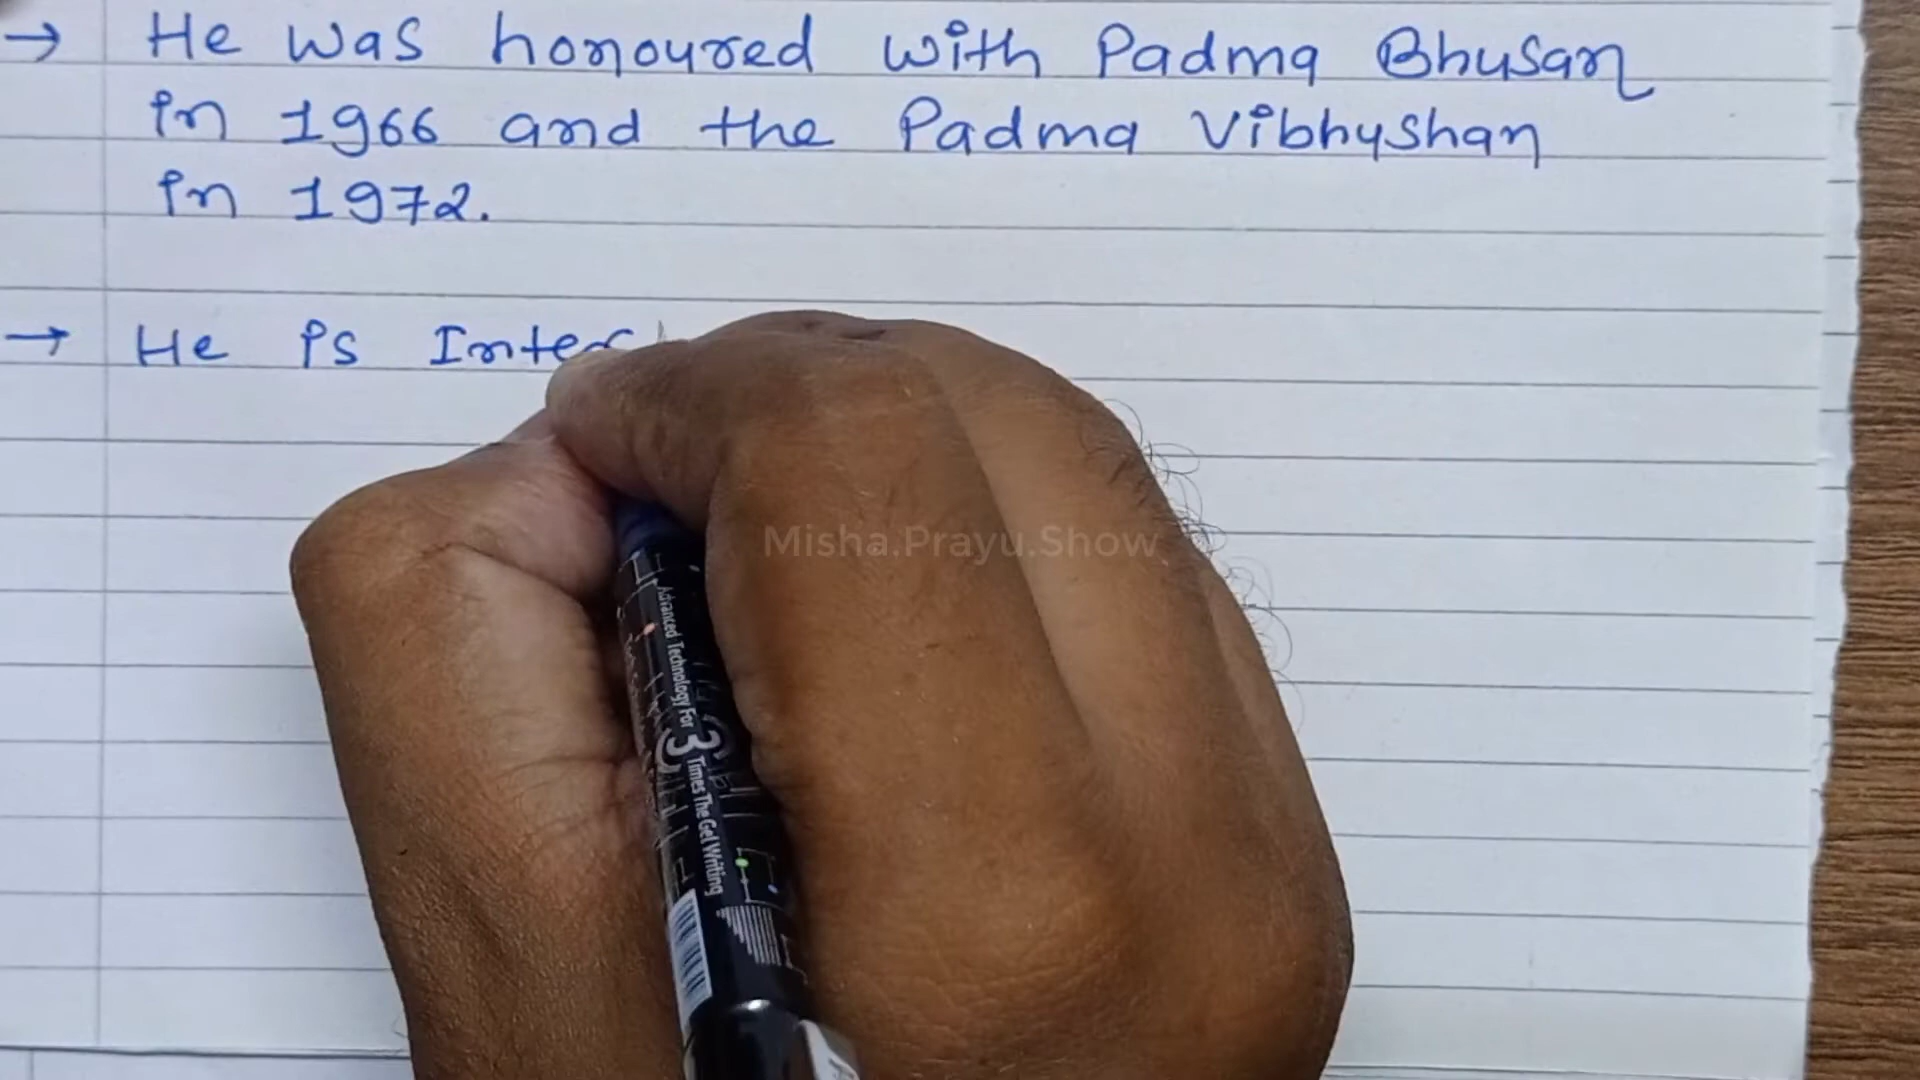 → He was honoured with Padma Bhusan
in 1966 and the Padma Vibhyshan
in 1972.
→ He is Inter
Misha.Prayu.Show
Advanced Technology For 3 Times The Gel Writing